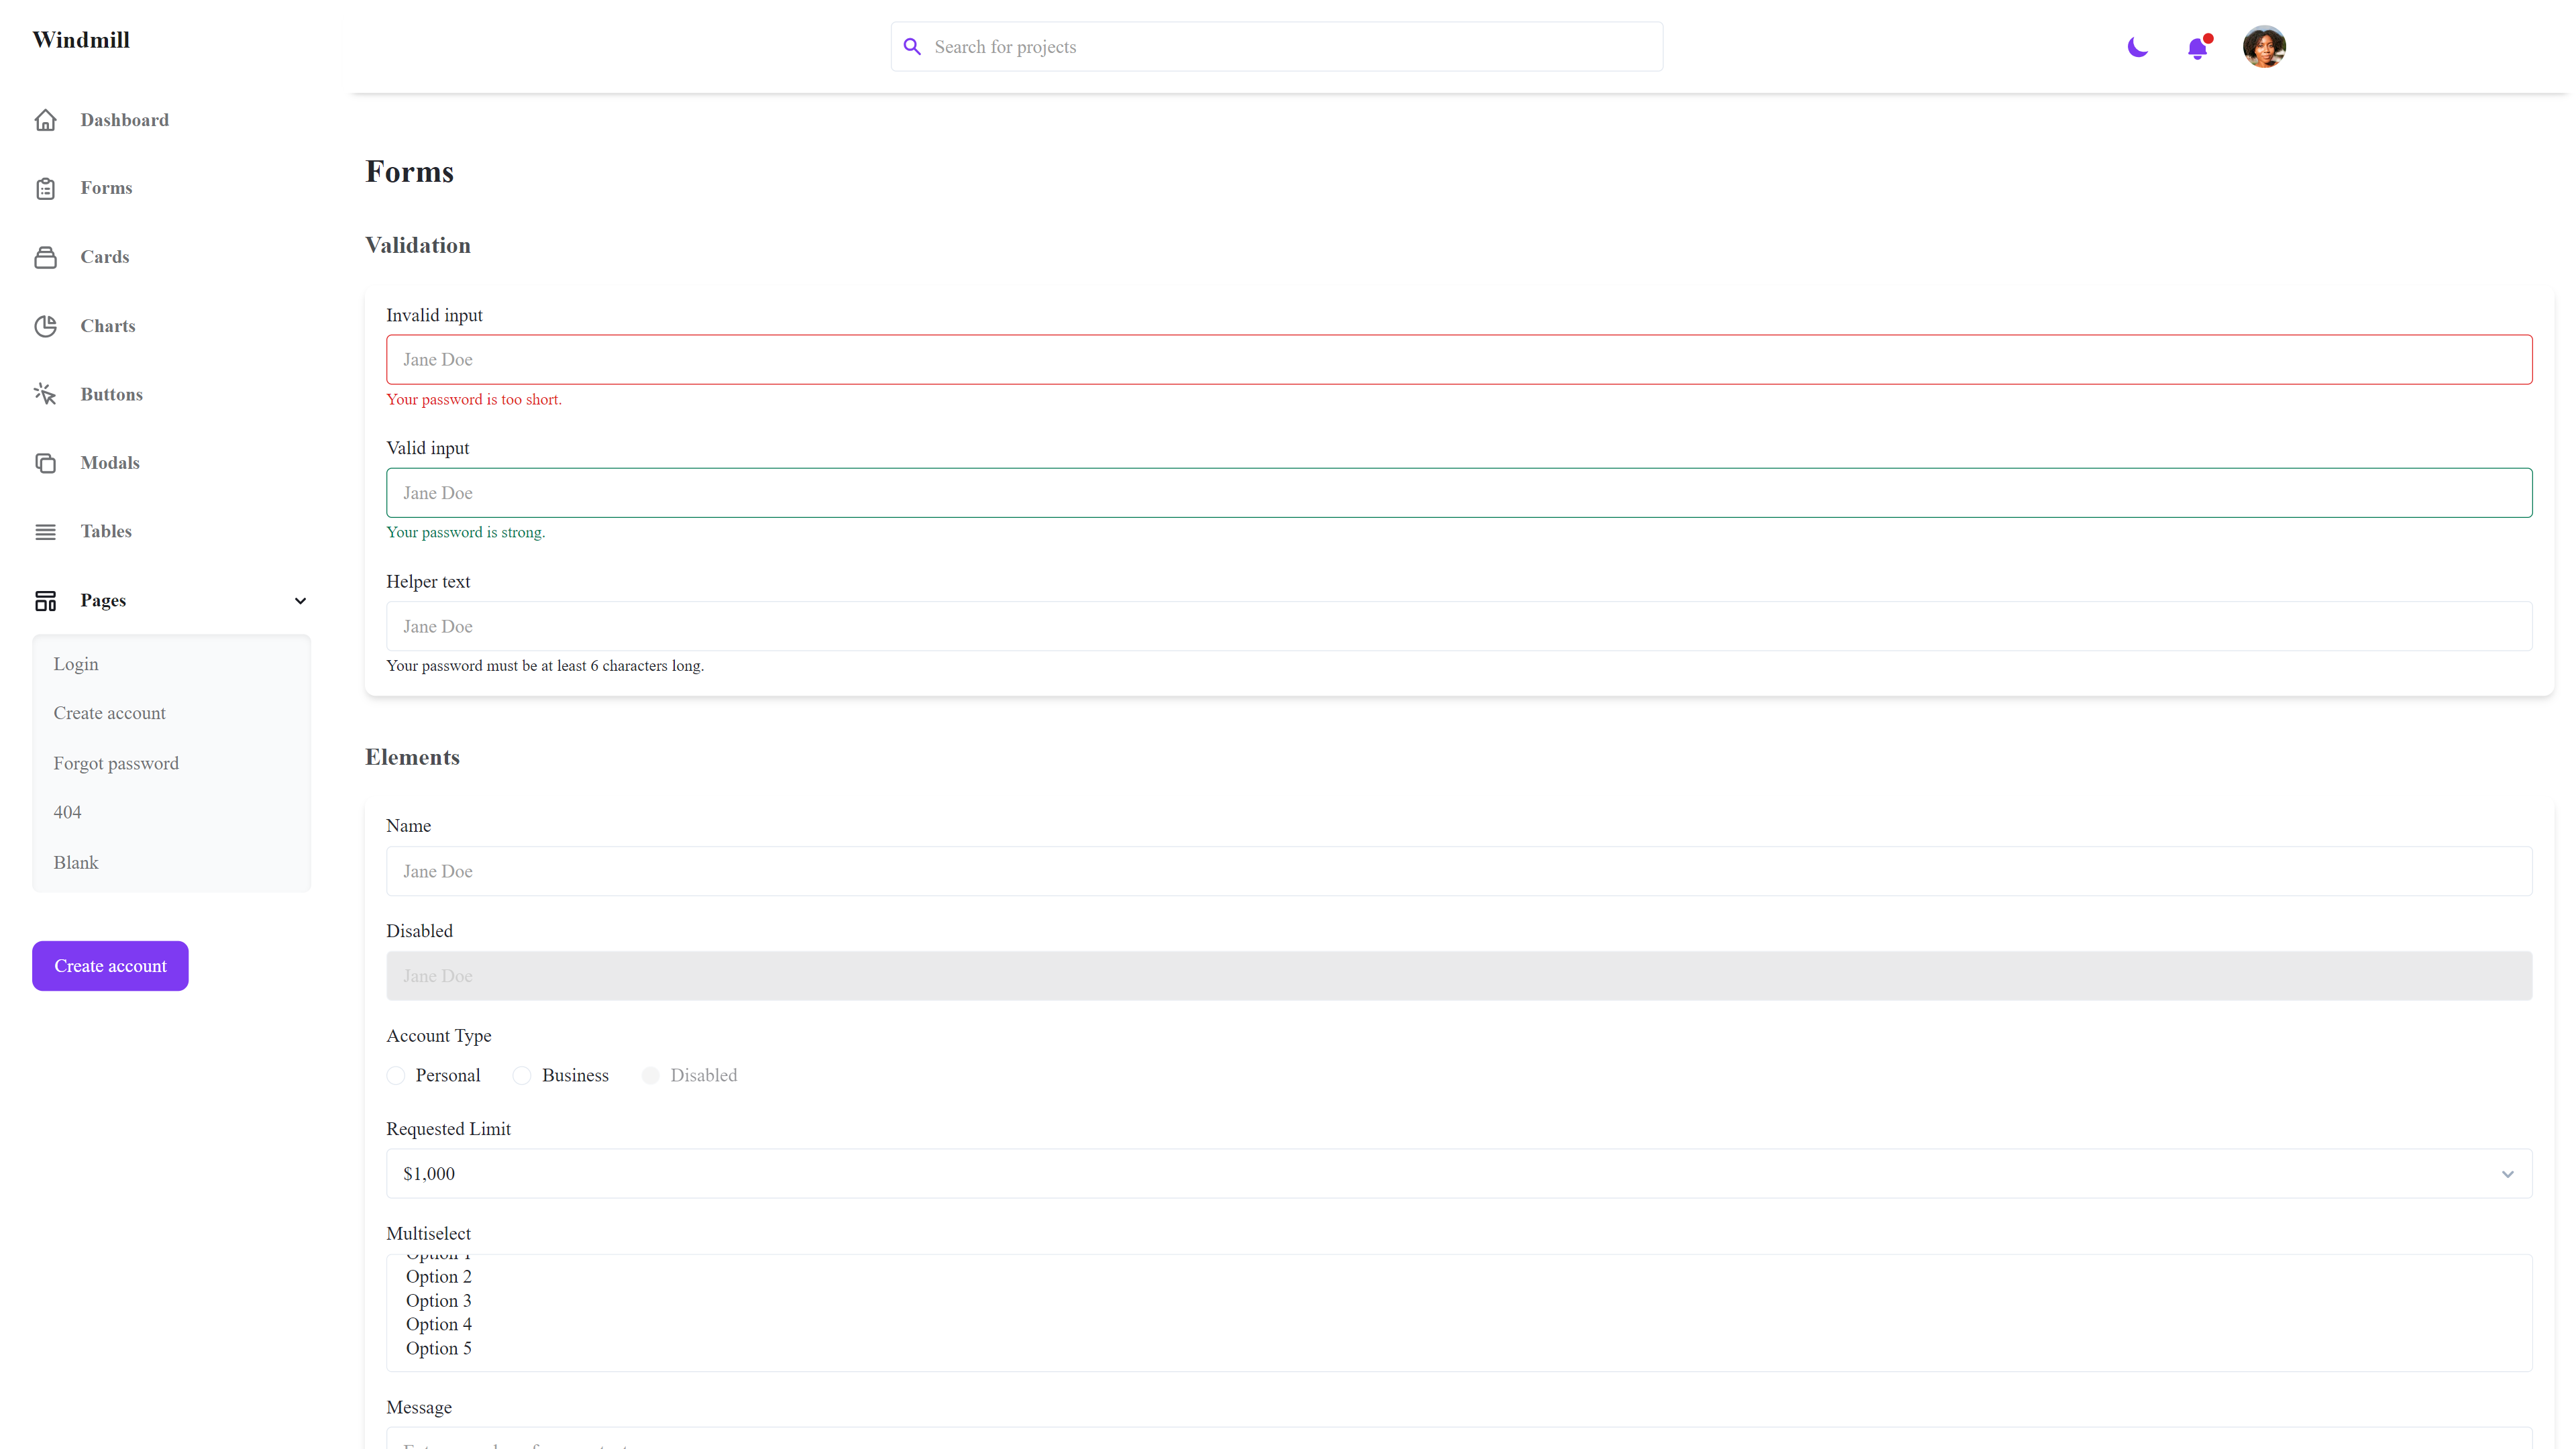 Windmill
Search for projects
Dashboard
Forms
Cards
Charts
Buttons
Modals
Tables
Pages
Login
Create account
Forgot password
404
Blank
Create account
Forms
Validation
Invalid input
Jane Doe
Your password is too short.
Valid input
Jane Doe
Your password is strong.
Helper text
Jane Doe
Your password must be at least 6 characters long.
Elements
Name
Jane Doe
Disabled
Jane Doe
Account Type
Personal
Business
Disabled
Requested Limit
$1,000
Multiselect
Option 1
Option 2
Option 3
Option 4
Option 5
Message